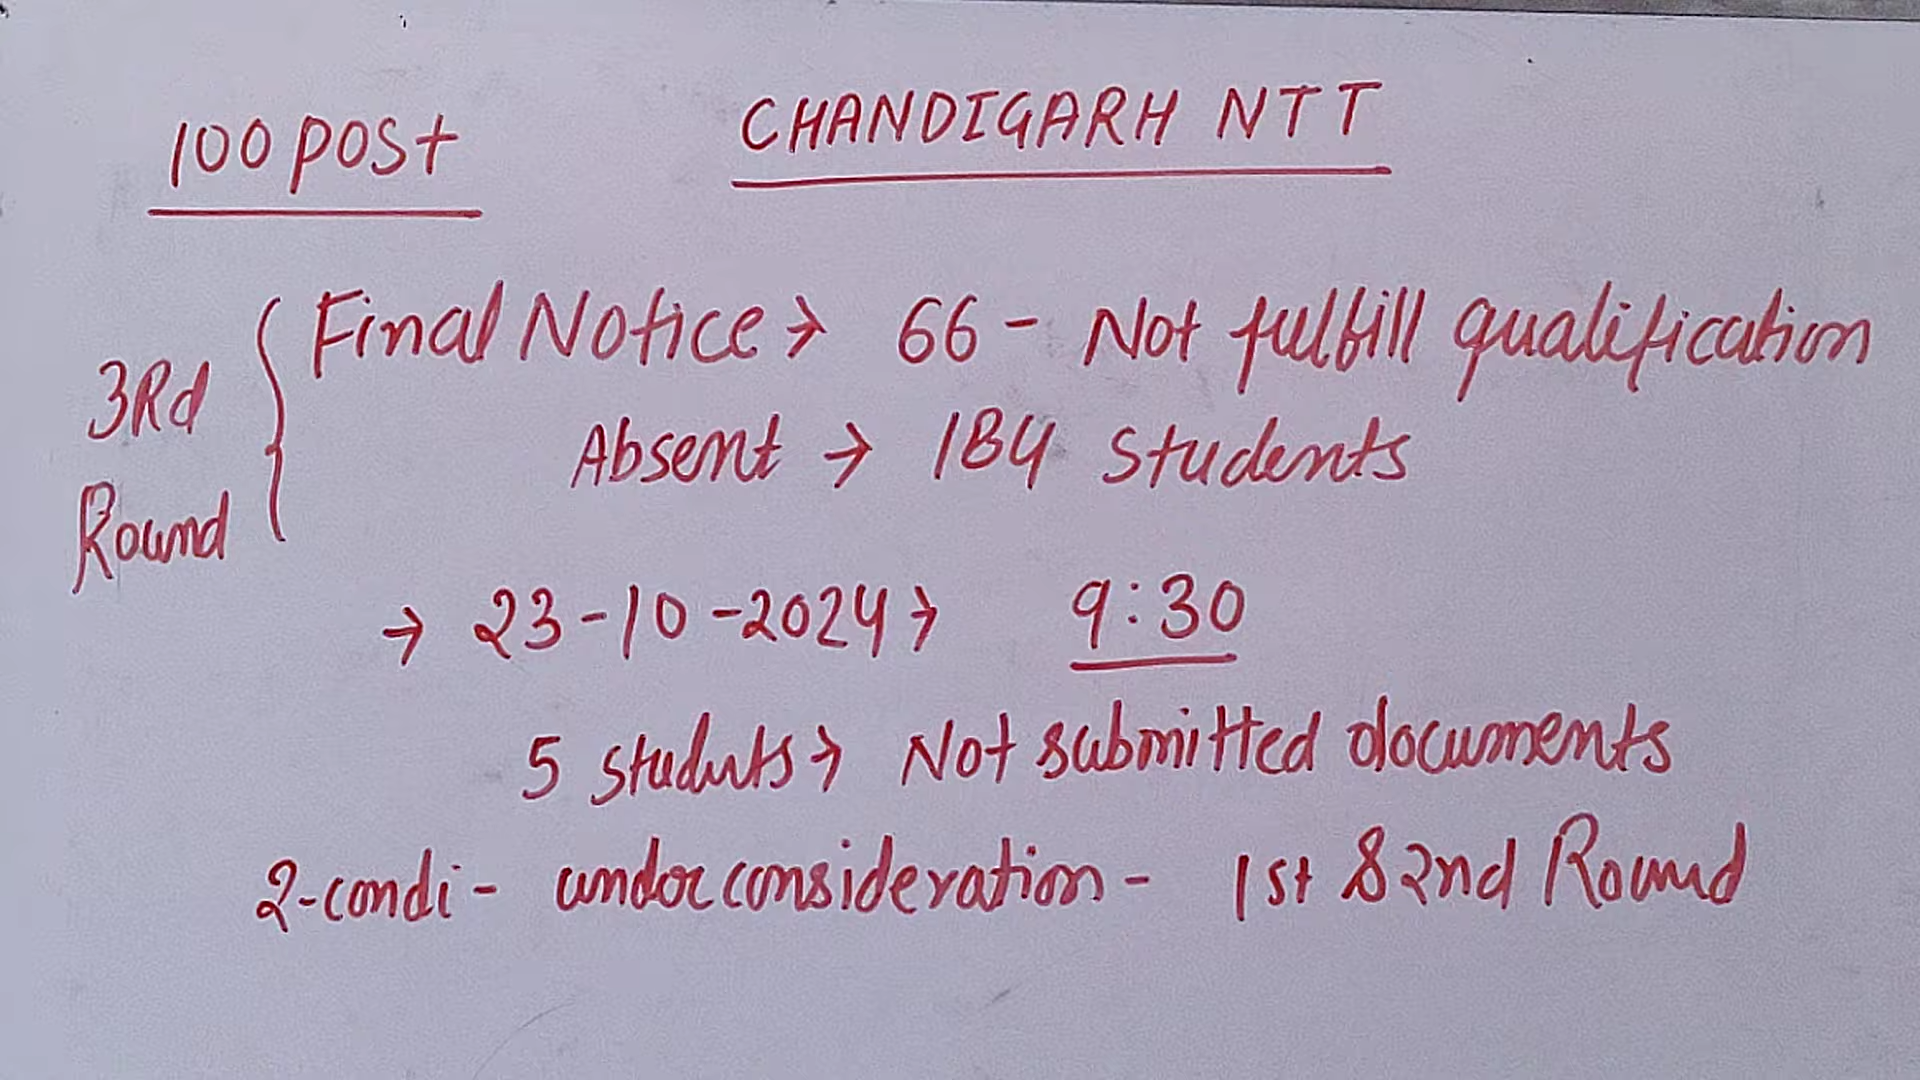 100 post
CHANDIGARH NTT
3Rd Round
Final Notice → 66 - Not fulfill qualification
Absent → 184 students
→ 23-10-2024 → 9:30
5 students → Not submitted documents
2-condi - under consideration - 1st & 2nd Round